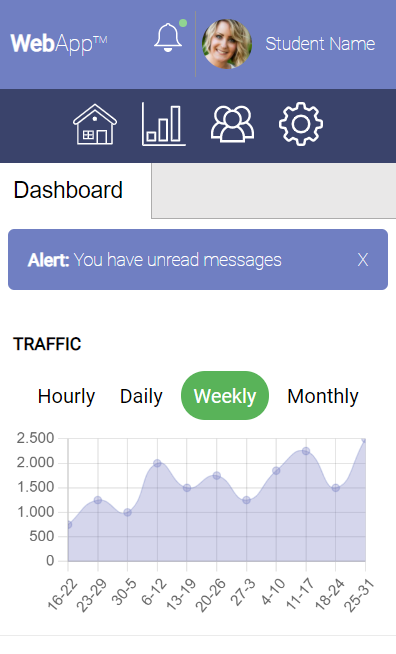 WebApp™
Student Name
Dashboard
Alert: You have unread messages X
TRAFFIC
Hourly Daily Weekly Monthly
2.500
2.000
1.500
1.000
500
0
16-22 23-29 30-5 6-12 13-19 20-26 27-3 4-10 11-17 18-24 25-31